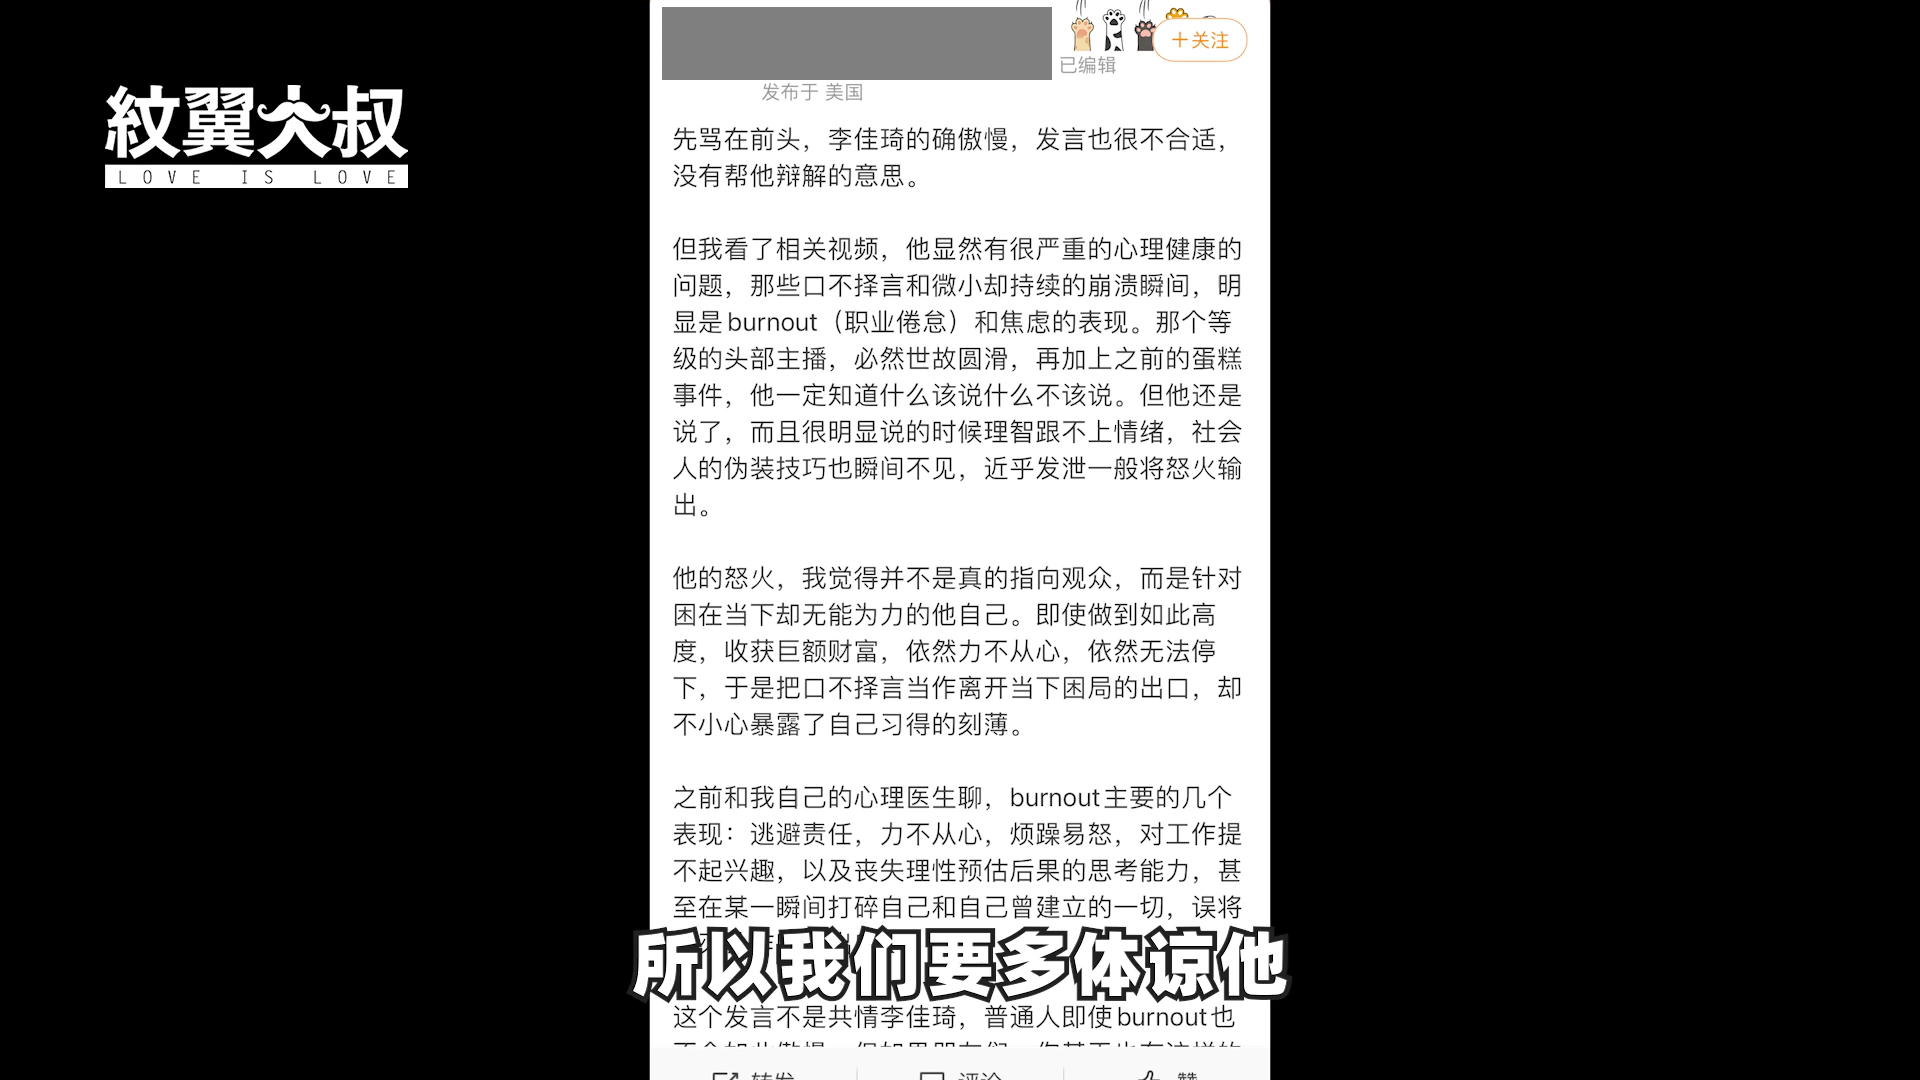 紋翼大叔
LOVE IS LOVE
+关注
已编辑
发布于 美国
先骂在前头，李佳琦的确傲慢，发言也很不合适，
没有帮他辩解的意思。
但我看了相关视频，他显然有很严重的心理健康的
问题，那些口不择言和微小却持续的崩溃瞬间，明
显是burnout（职业倦怠）和焦虑的表现。那个等
级的头部主播，必然世故圆滑，再加上之前的蛋糕
事件，他一定知道什么该说什么不该说。但他还是
说了，而且很明显说的时候理智跟不上情绪，社会
人的伪装技巧也瞬间不见，近乎发泄一般将怒火输
出。
他的怒火，我觉得并不是真的指向观众，而是针对
困在当下却无能为力的他自己。即使做到如此高
度，收获巨额财富，依然力不从心，依然无法停
下，于是把口不择言当作离开当下困局的出口，却
不小心暴露了自己习得的刻薄。
之前和我自己的心理医生聊，burnout主要的几个
表现：逃避责任，力不从心，烦躁易怒，对工作提
不起兴趣，以及丧失理性预估后果的思考能力，甚
至在某一瞬间打碎自己和自己曾建立的一切，误将
所以我们要多体谅他
这个发言不是共情李佳琦，普通人即使burnout也
转发
评论
赞